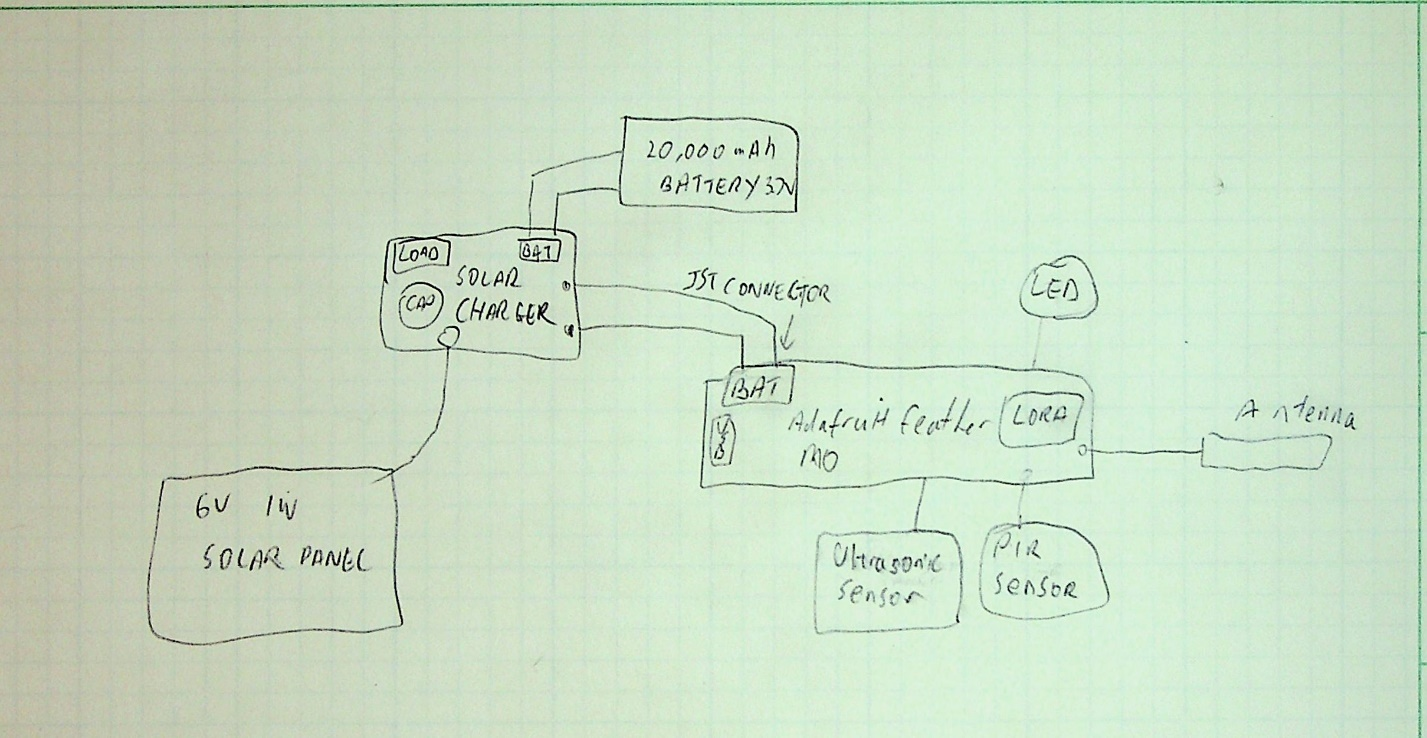 20,000 mAh
BATTERY 3.7V
LOAD
BAT
SOLAR
CAP
CHARGER
JST CONNECTOR
LED
BAT
USB
Adafruit feather
M0
LORA
Antenna
6V 1W
SOLAR PANEL
Ultrasonic
Sensor
PIR
Sensor